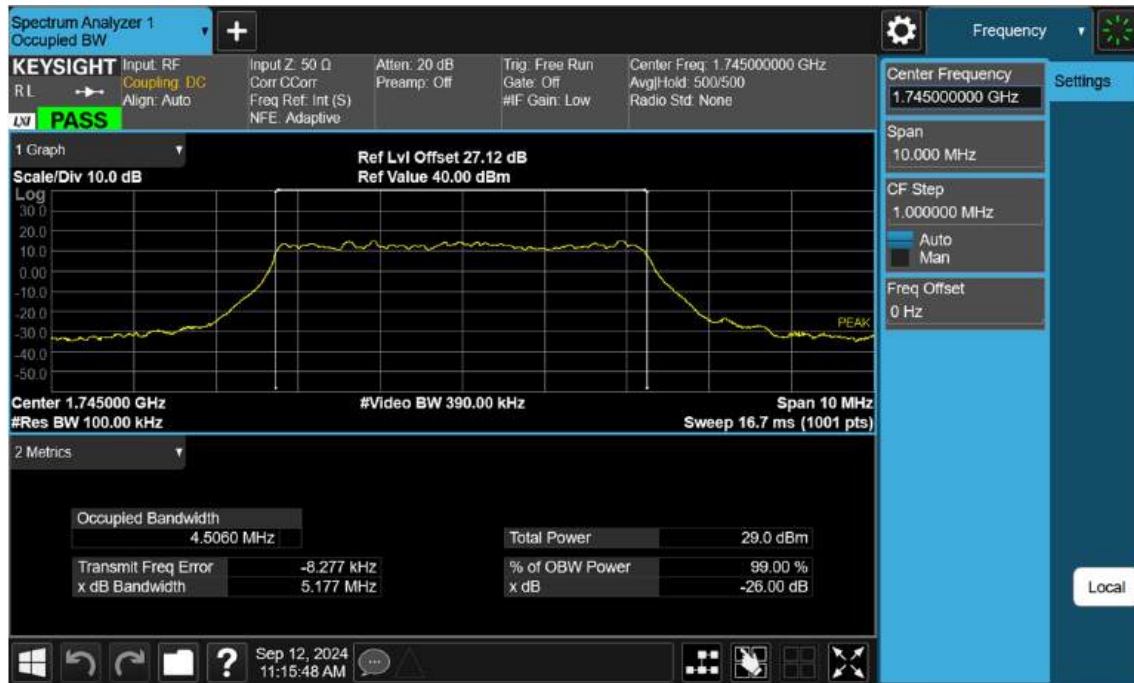 Spectrum Analyzer 1
Occupied BW
Frequency
KEYSIGHT
RL
LXI
PASS
Input: RF
Coupling: DC
Align: Auto
Input Z: 50 Ω
Corr CCorr
Freq Ref: Int (S)
NFE: Adaptive
Atten: 20 dB
Preamp: Off
Trig: Free Run
Gate: Off
#IF Gain: Low
Center Freq: 1.745000000 GHz
Avg|Hold: 500/500
Radio Std: None
1 Graph
Scale/Div 10.0 dB
Ref Lvl Offset 27.12 dB
Ref Value 40.00 dBm
Log
30.0
20.0
10.0
0.00
-10.0
-20.0
-30.0
-40.0
-50.0
PEAK
Center 1.745000 GHz
#Res BW 100.00 kHz
#Video BW 390.00 kHz
Span 10 MHz
Sweep 16.7 ms (1001 pts)
2 Metrics
Occupied Bandwidth
4.5060 MHz
Transmit Freq Error -8.277 kHz
x dB Bandwidth 5.177 MHz
Total Power 29.0 dBm
% of OBW Power 99.00 %
x dB -26.00 dB
Center Frequency
1.745000000 GHz
Span
10.000 MHz
CF Step
1.000000 MHz
Auto
Man
Freq Offset
0 Hz
Settings
Local
?
Sep 12, 2024
11:15:48 AM